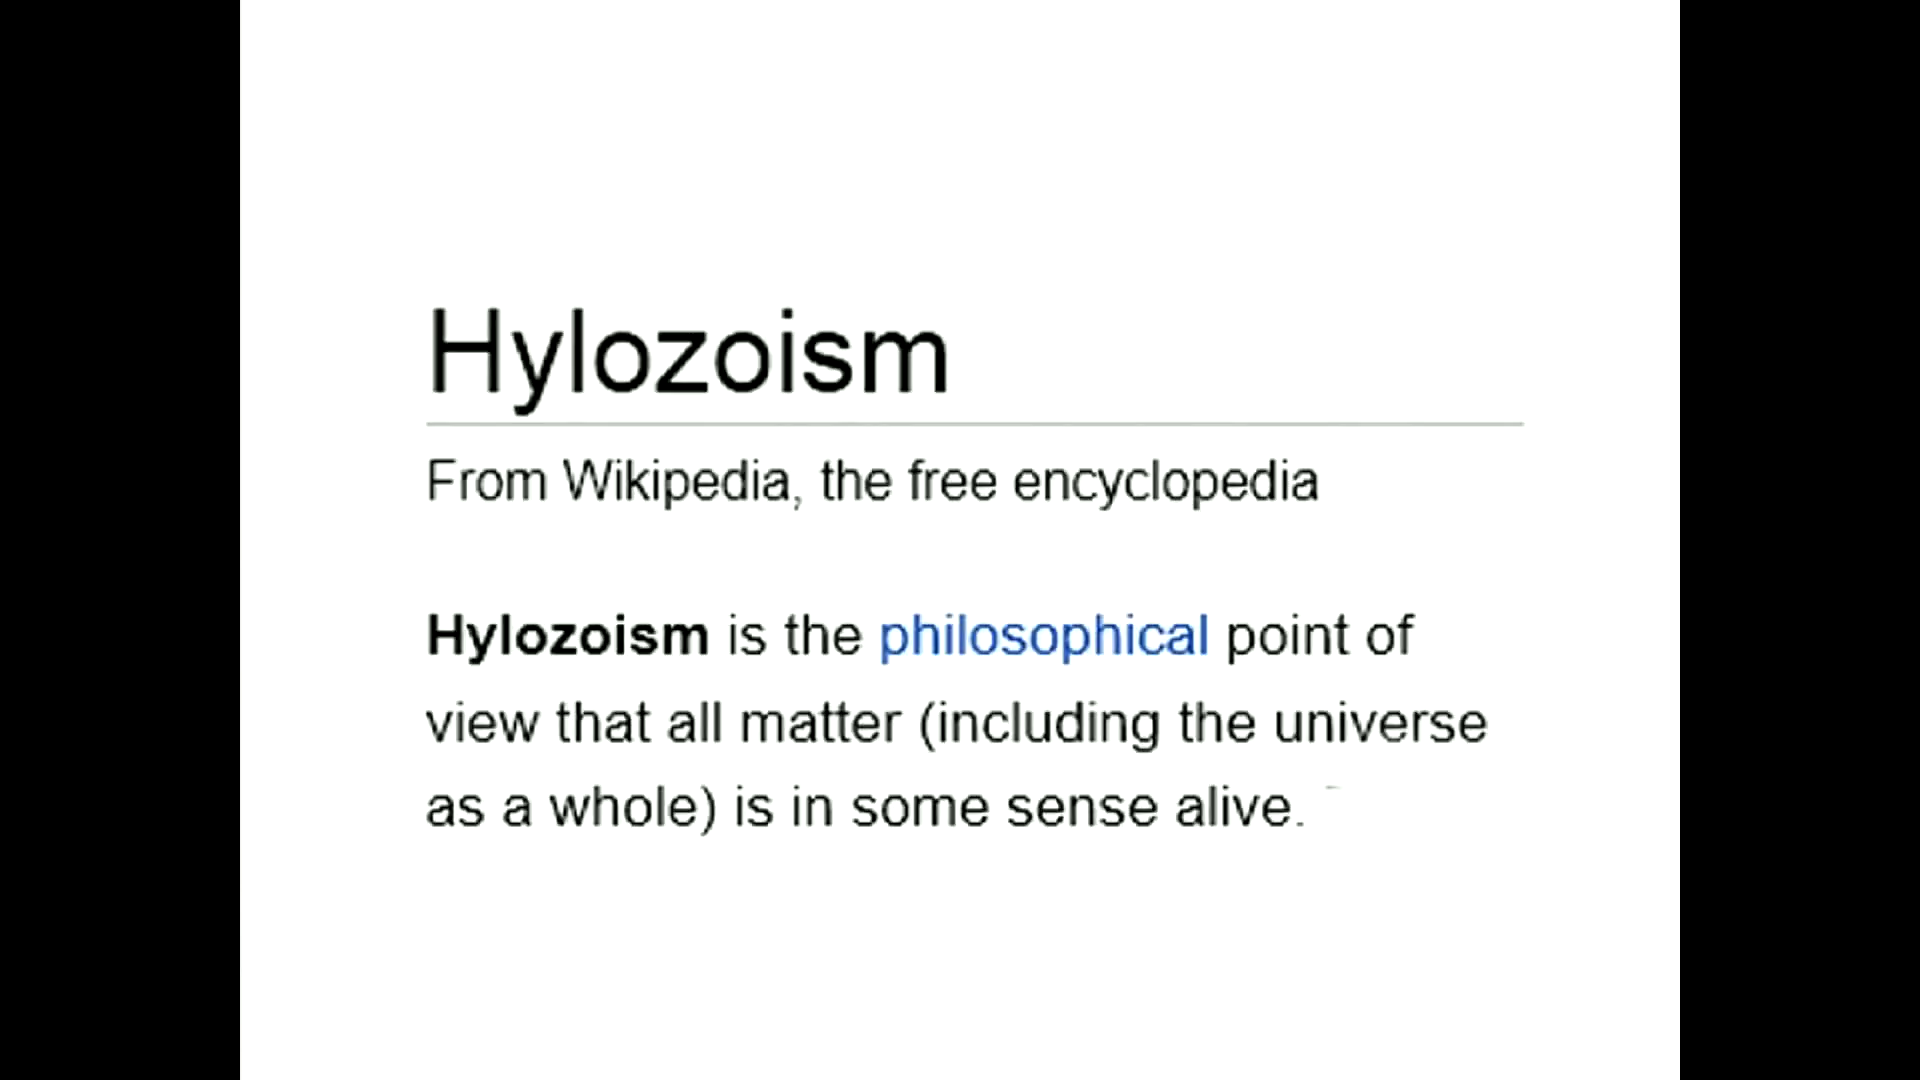 Hylozoism
From Wikipedia, the free encyclopedia
Hylozoism is the philosophical point of
view that all matter (including the universe
as a whole) is in some sense alive.